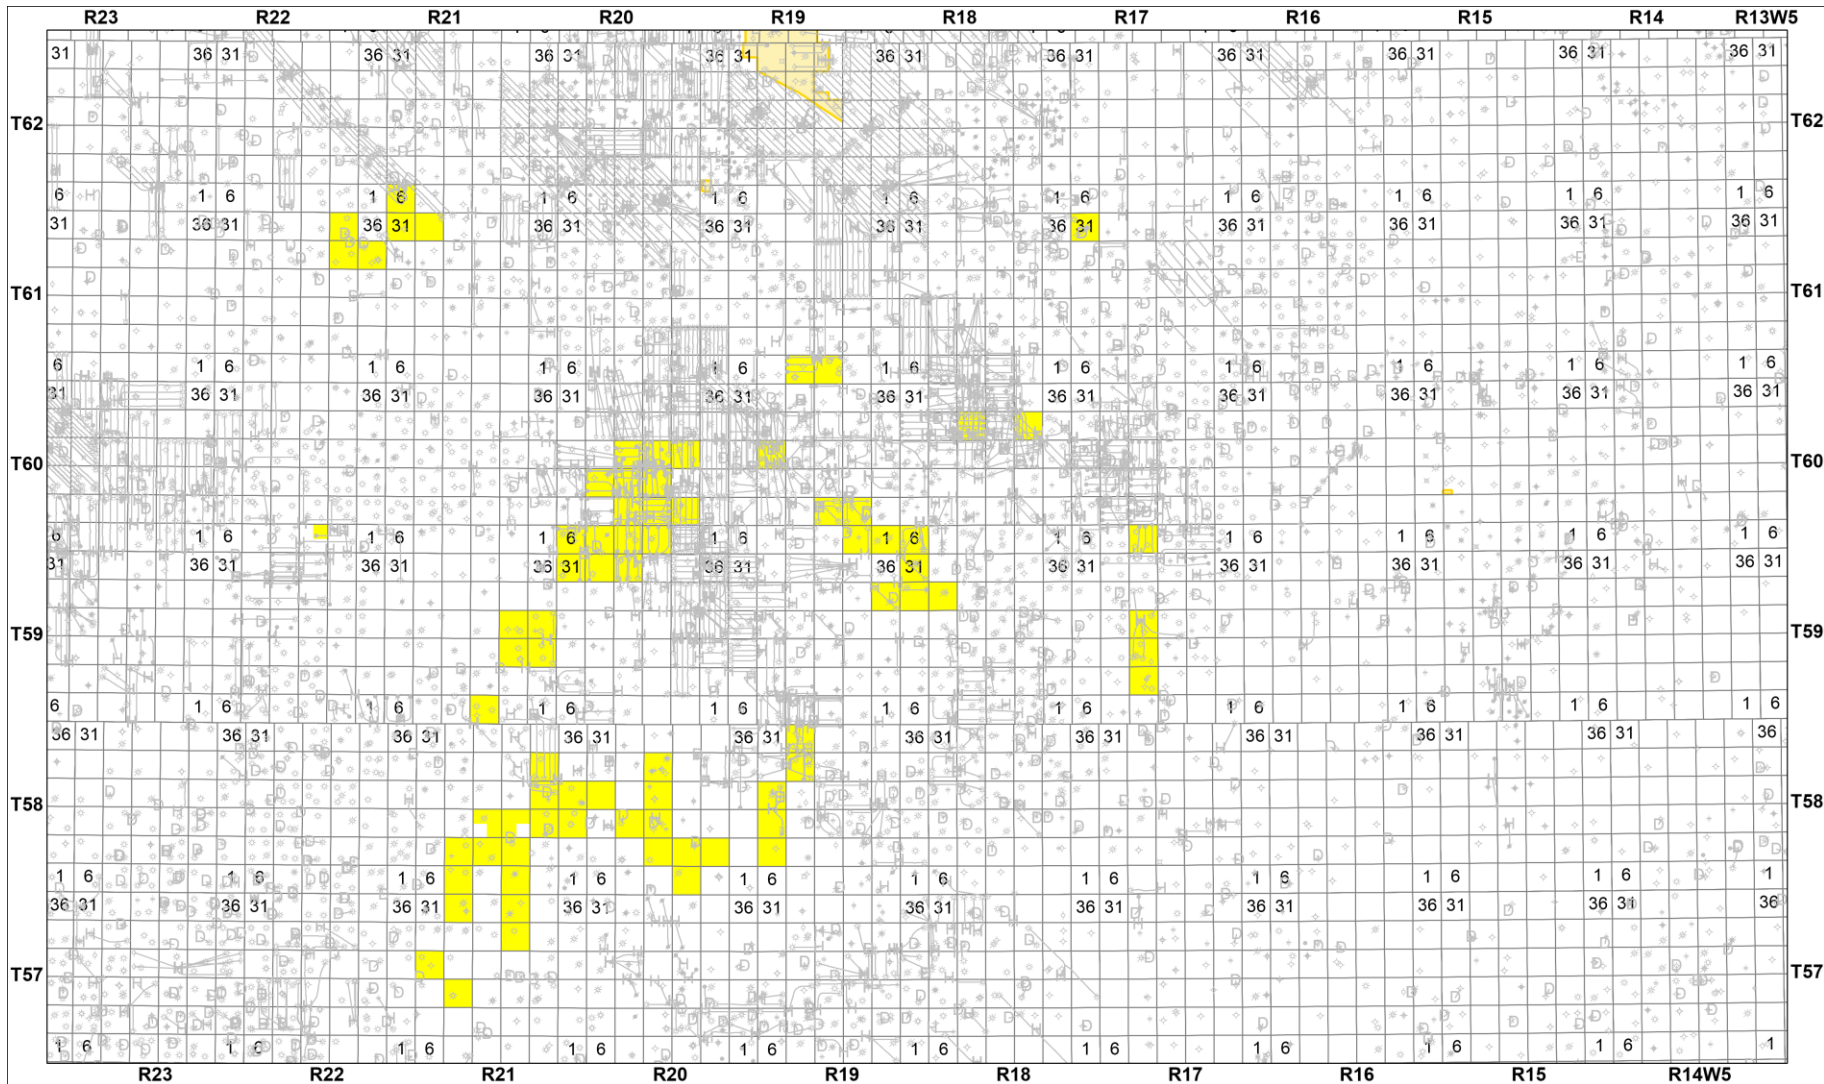 R23 R22 R21 R20 R19 R18 R17 R16 R15 R14 R13W5
31 36 31 36 31 36 31 36 31 36 31 36 31 36 31 36 31 36 31 36 31
T62 T62
6 1 6 1 6 1 6 1 6 1 6 1 6 1 6 1 6 1 6 1 6
31 36 31 36 31 36 31 36 31 36 31 36 31 36 31 36 31 36 31 36 31
T61 T61
6 1 6 1 6 1 6 1 6 1 6 1 6 1 6 1 6 1 6 1 6
31 36 31 36 31 36 31 36 31 36 31 36 31 36 31 36 31 36 31 36 31
T60 T60
6 1 6 1 6 1 6 1 6 1 6 1 6 1 6 1 6 1 6 1 6
31 36 31 36 31 36 31 36 31 36 31 36 31 36 31 36 31 36 31 36 31
T59 T59
6 1 6 1 6 1 6 1 6 1 6 1 6 1 6 1 6 1 6 1 6
36 31 36 31 36 31 36 31 36 31 36 31 36 31 36 31 36 31 36 31 36
T58 T58
1 6 1 6 1 6 1 6 1 6 1 6 1 6 1 6 1 6 1 6 1
36 31 36 31 36 31 36 31 36 31 36 31 36 31 36 31 36 31 36 31 36
T57 T57
1 6 1 6 1 6 1 6 1 6 1 6 1 6 1 6 1 6 1 6 1
R23 R22 R21 R20 R19 R18 R17 R16 R15 R14W5